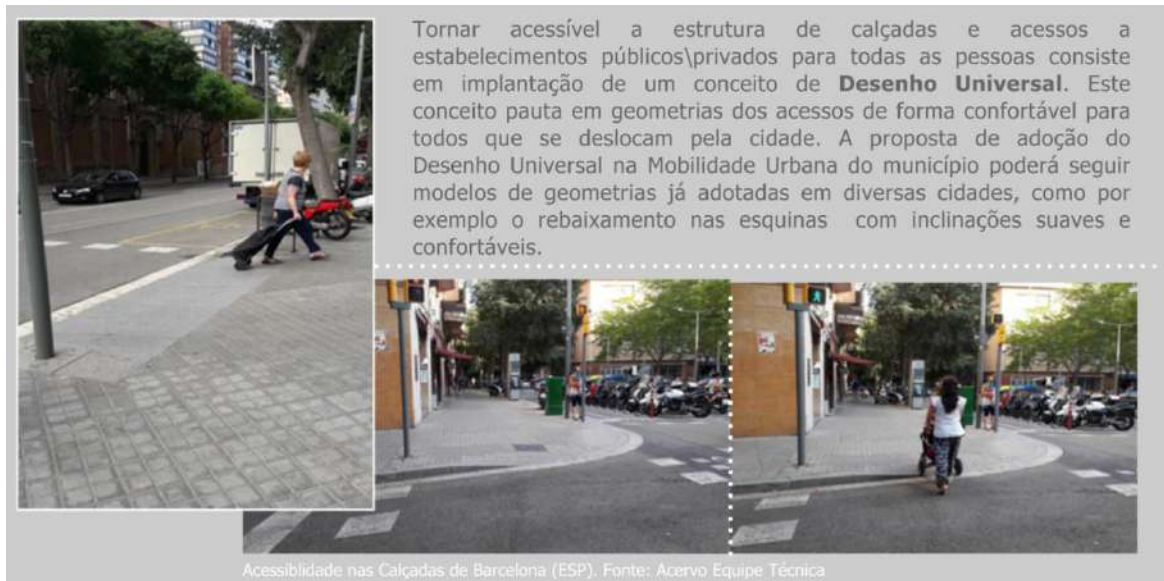 Tornar acessível a estrutura de calçadas e acessos a
estabelecimentos públicos\privados para todas as pessoas consiste
em implantação de um conceito de Desenho Universal. Este
conceito pauta em geometrias dos acessos de forma confortável para
todos que se deslocam pela cidade. A proposta de adoção do
Desenho Universal na Mobilidade Urbana do município poderá seguir
modelos de geometrias já adotadas em diversas cidades, como por
exemplo o rebaixamento nas esquinas com inclinações suaves e
confortáveis.
Acessiblidade nas Calçadas de Barcelona (ESP). Fonte: Acervo Equipe Técnica